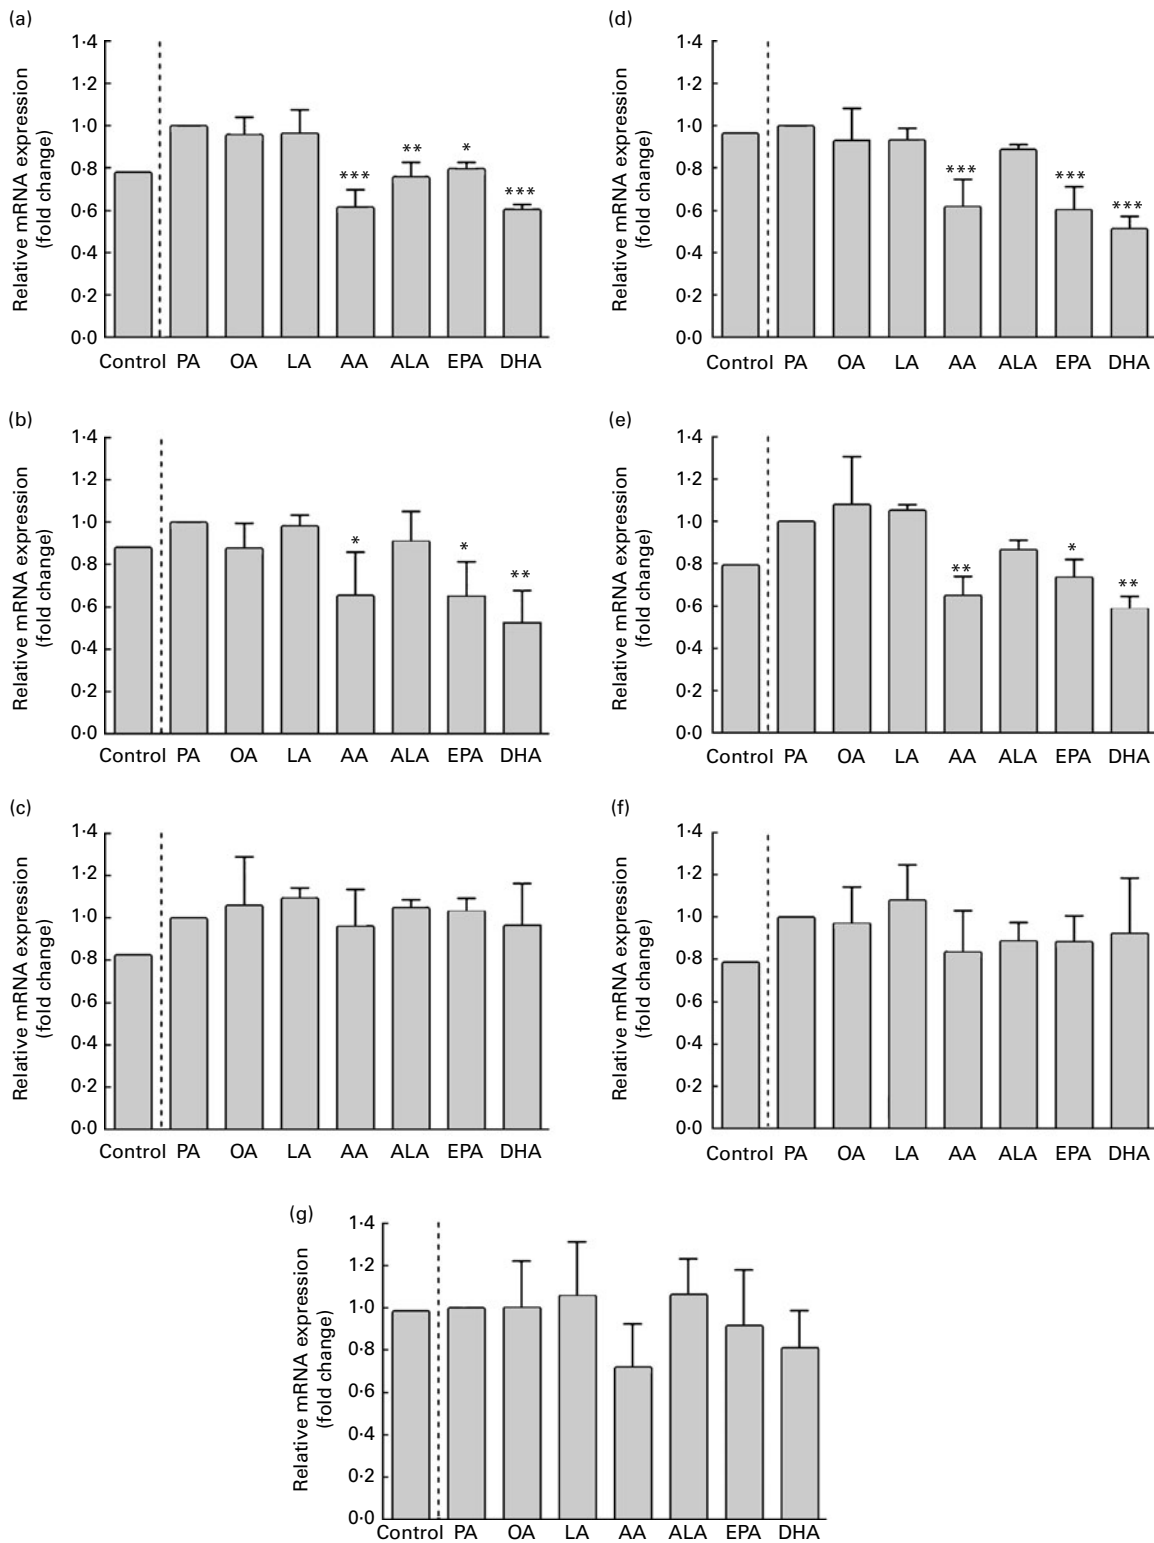 (a)
Relative mRNA expression
(fold change)
1·4
1·2
1·0
0·8
0·6
0·4
0·2
0·0
***
**
*
***
Control PA OA LA AA ALA EPA DHA
(d)
Relative mRNA expression
(fold change)
1·4
1·2
1·0
0·8
0·6
0·4
0·2
0·0
***
***
***
Control PA OA LA AA ALA EPA DHA
(b)
Relative mRNA expression
(fold change)
1·4
1·2
1·0
0·8
0·6
0·4
0·2
0·0
*
*
**
Control PA OA LA AA ALA EPA DHA
(e)
Relative mRNA expression
(fold change)
1·4
1·2
1·0
0·8
0·6
0·4
0·2
0·0
**
*
**
Control PA OA LA AA ALA EPA DHA
(c)
Relative mRNA expression
(fold change)
1·4
1·2
1·0
0·8
0·6
0·4
0·2
0·0
Control PA OA LA AA ALA EPA DHA
(f)
Relative mRNA expression
(fold change)
1·4
1·2
1·0
0·8
0·6
0·4
0·2
0·0
Control PA OA LA AA ALA EPA DHA
(g)
Relative mRNA expression
(fold change)
1·4
1·2
1·0
0·8
0·6
0·4
0·2
0·0
Control PA OA LA AA ALA EPA DHA